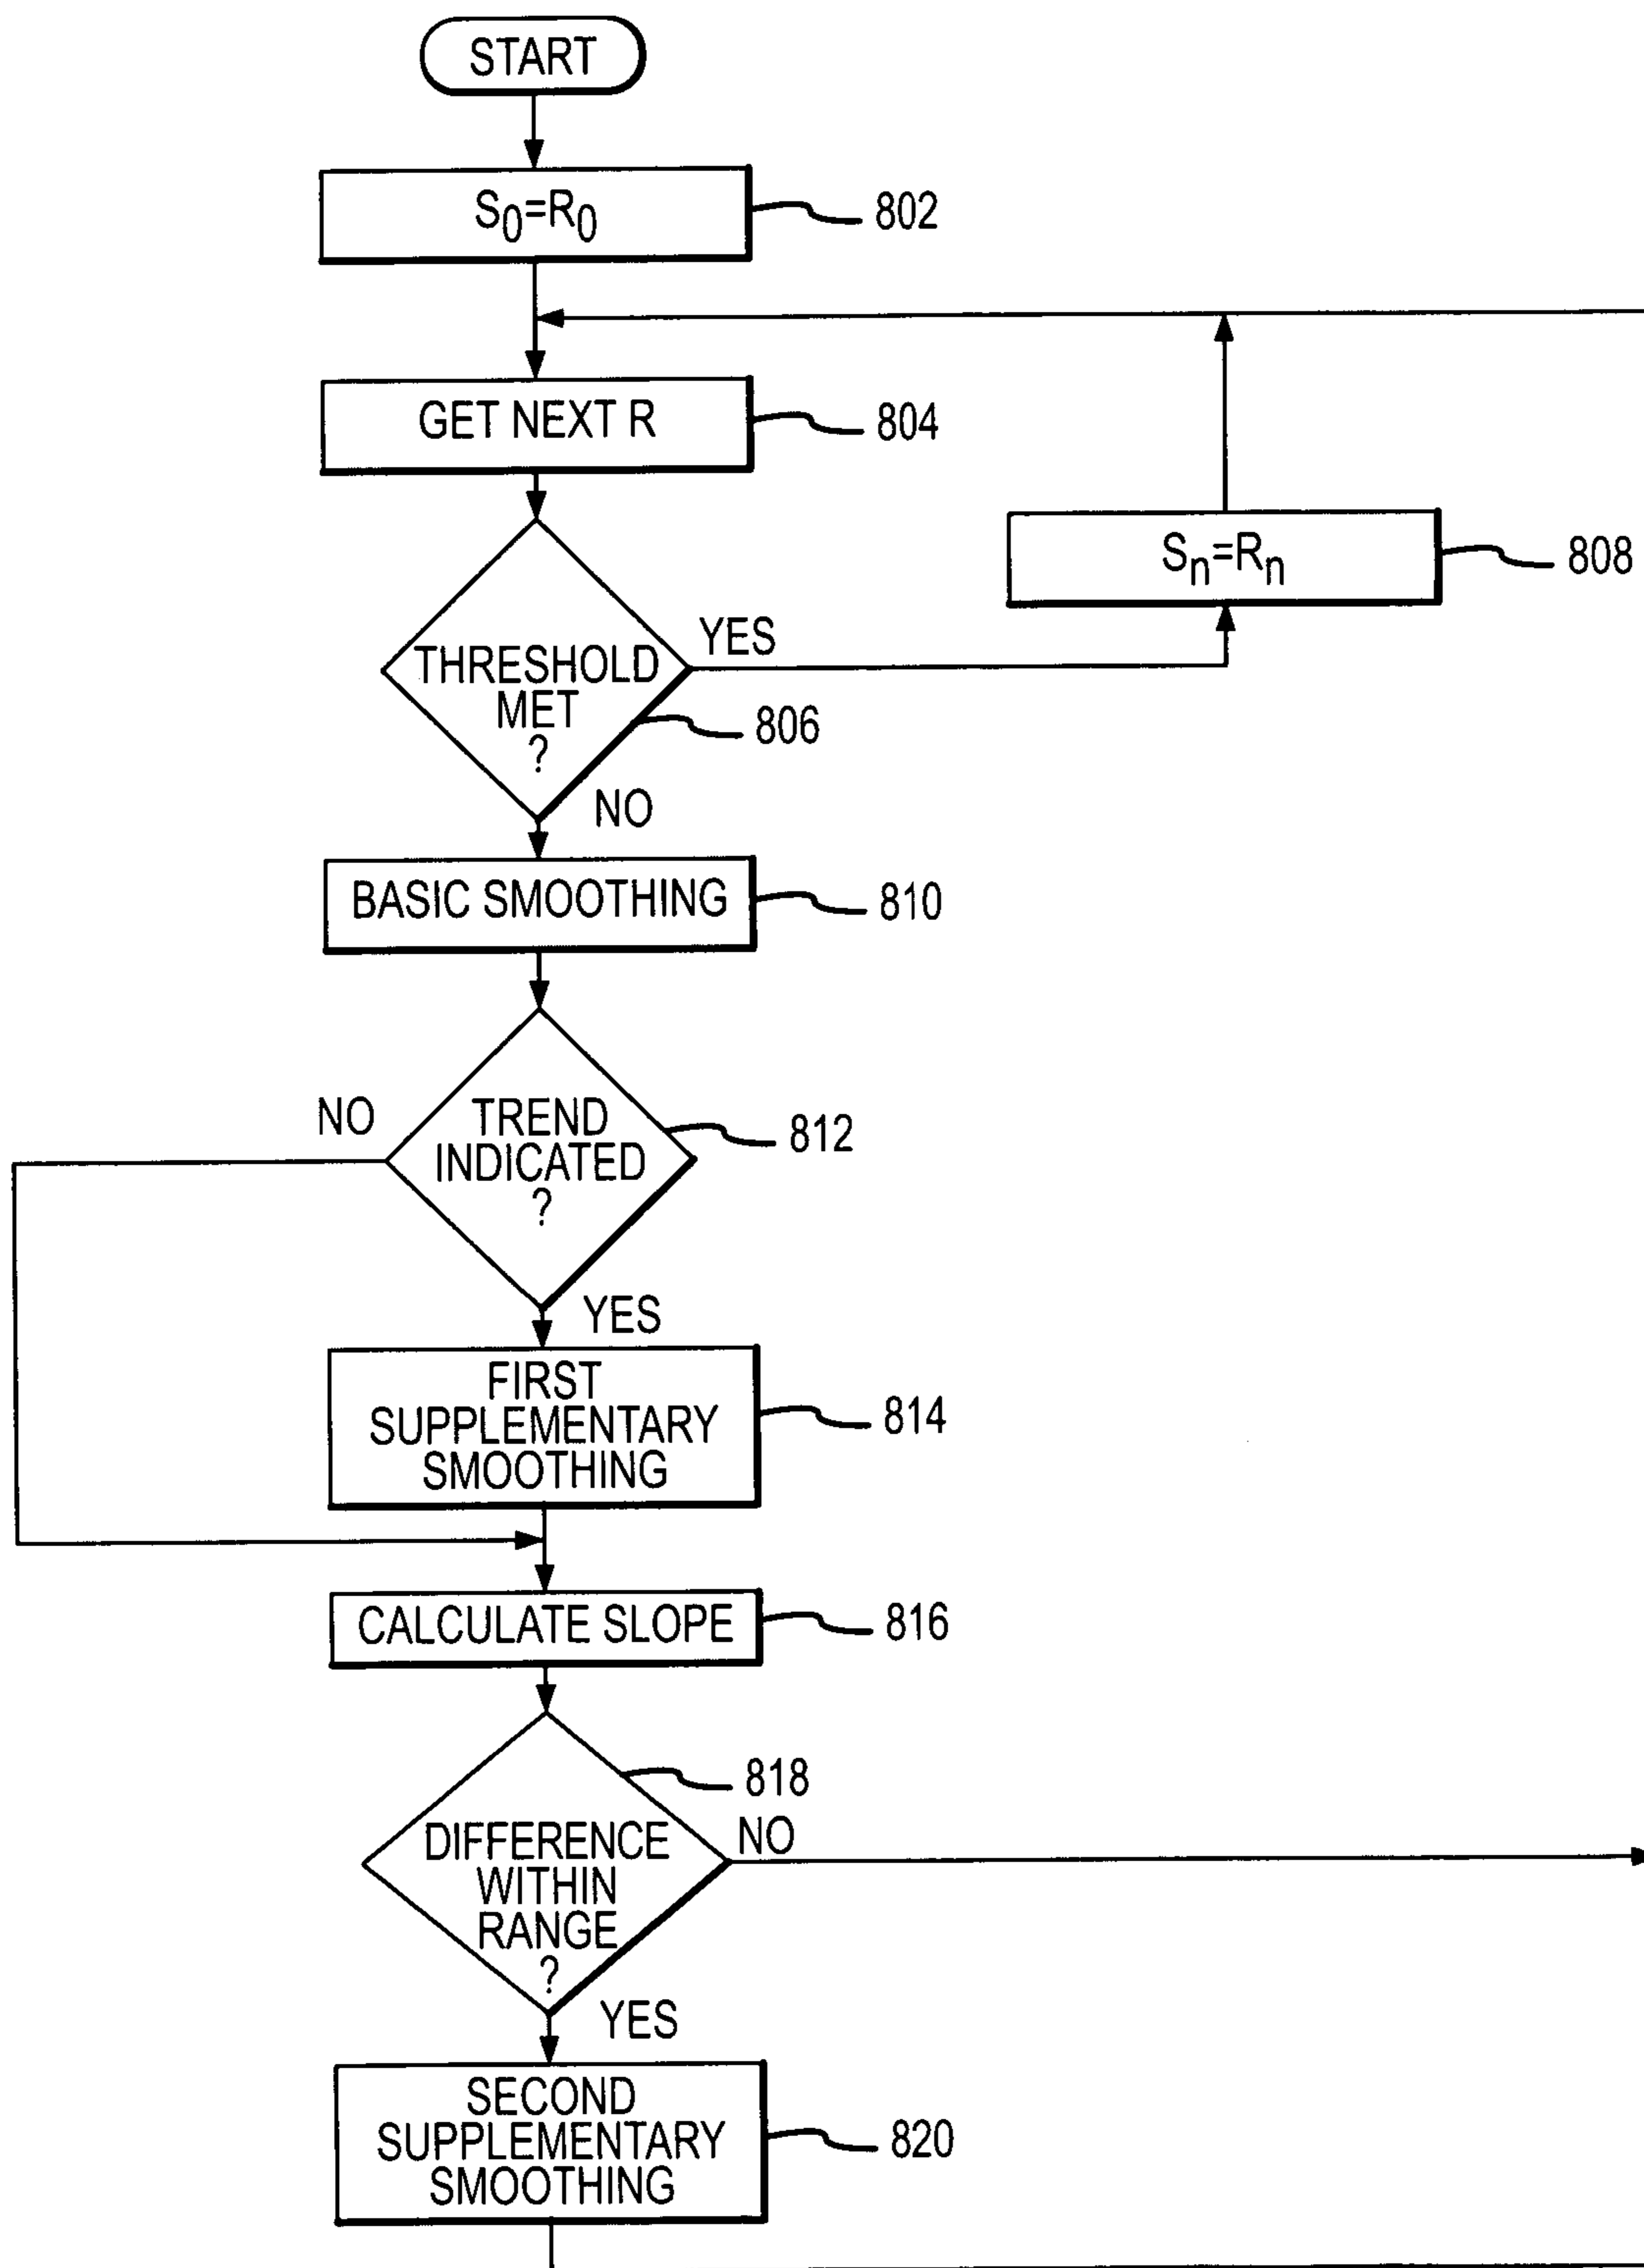 START
S0=R0
802
GET NEXT R
804
Sn=Rn
808
YES
THRESHOLD
MET
?
806
NO
BASIC SMOOTHING
810
NO
TREND
INDICATED
?
812
YES
FIRST
SUPPLEMENTARY
SMOOTHING
814
CALCULATE SLOPE
816
818
DIFFERENCE
WITHIN
RANGE
?
NO
YES
SECOND
SUPPLEMENTARY
SMOOTHING
820